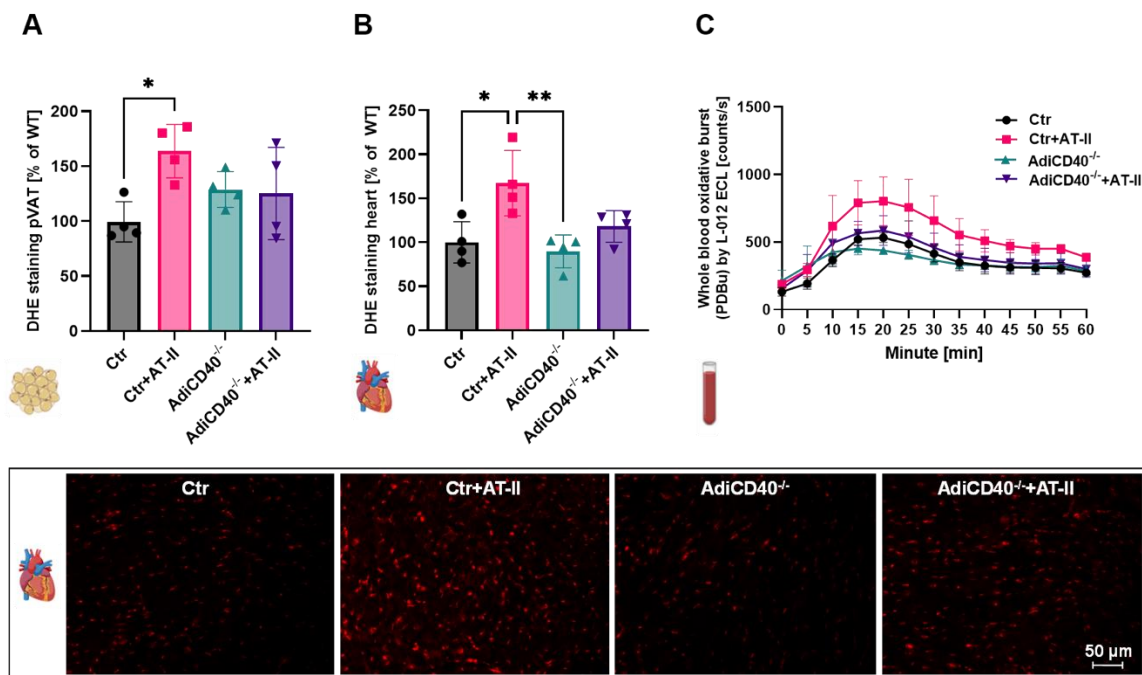 A
B
C
DHE staining pVAT [% of WT]
200
150
100
50
0
*
Ctr
Ctr+AT-II
AdiCD40-/-
AdiCD40-/-+AT-II
DHE staining heart [% of WT]
250
200
150
100
50
0
*
**
Ctr
Ctr+AT-II
AdiCD40-/-
AdiCD40-/-+AT-II
Whole blood oxidative burst
(PDBu) by L-012 ECL [counts/s]
1500
1000
500
0
Ctr
Ctr+AT-II
AdiCD40-/-
AdiCD40-/-+AT-II
0 5 10 15 20 25 30 35 40 45 50 55 60
Minute [min]
Ctr
Ctr+AT-II
AdiCD40-/-
AdiCD40-/-+AT-II
50 µm